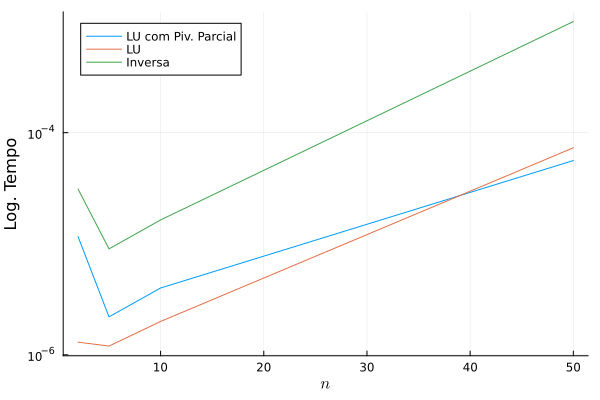 LU com Piv. Parcial
LU
Inversa
Log. Tempo
10⁻⁴
10⁻⁶
10 20 30 40 50
n